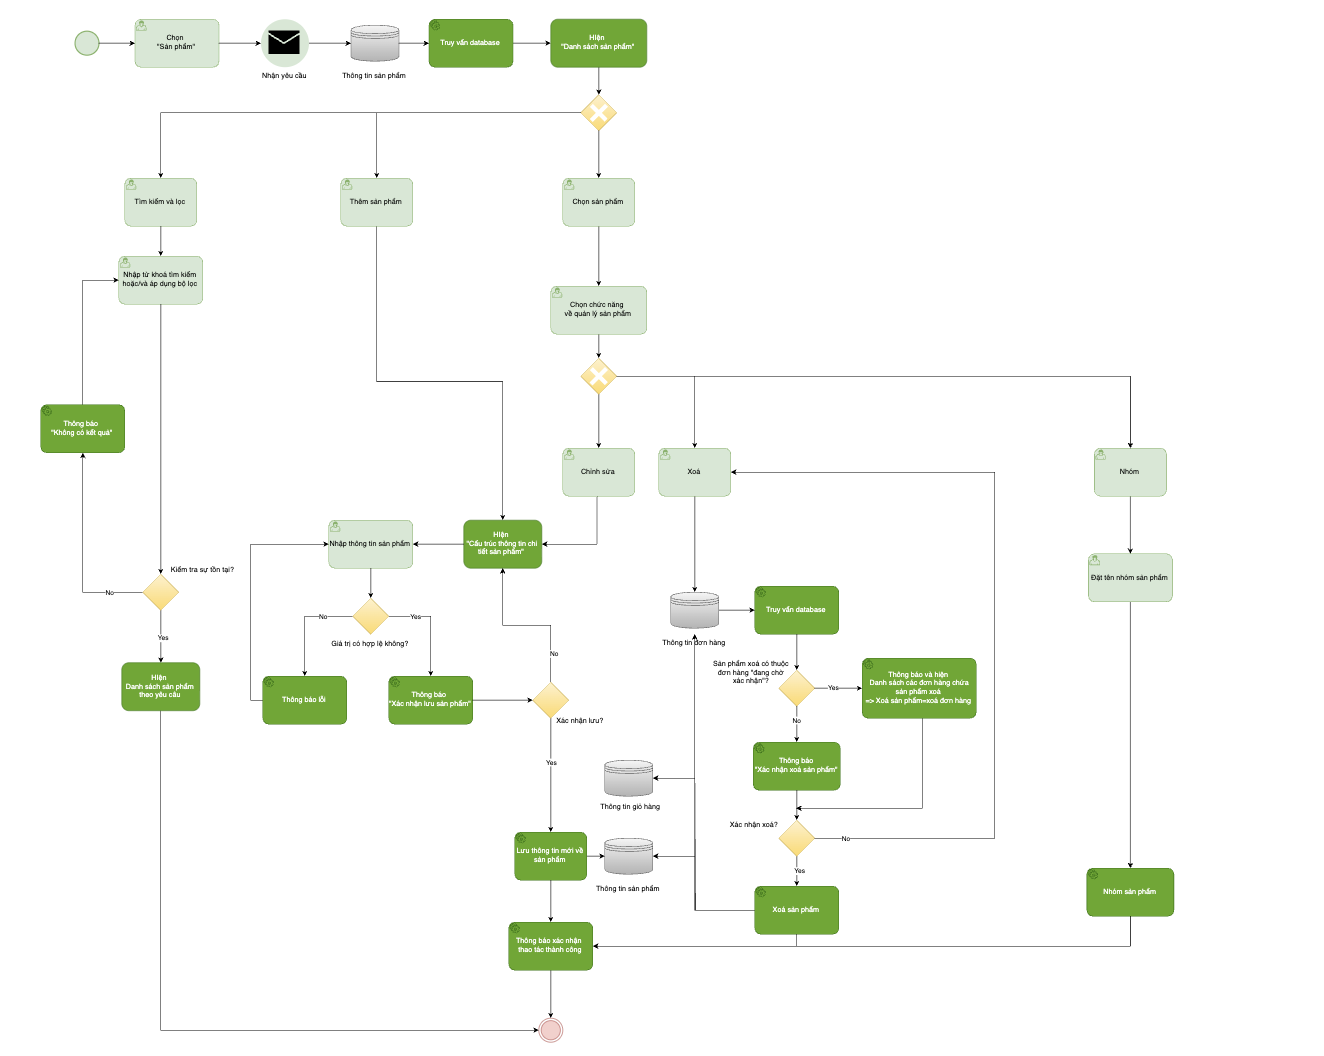 Chọn
"Sản phẩm"
Nhận yêu cầu
Thông tin sản phẩm
Truy vấn database
Hiện
"Danh sách sản phẩm"
Tìm kiếm và lọc
Thêm sản phẩm
Chọn sản phẩm
Nhập từ khoá tìm kiếm
hoặc/và áp dụng bộ lọc
Chọn chức năng
về quản lý sản phẩm
Thông báo
"Không có kết quả"
Chỉnh sửa
Xoá
Nhóm
Nhập thông tin sản phẩm
Hiện
"Cấu trúc thông tin chi
tiết sản phẩm"
Kiểm tra sự tồn tại?
No
Yes
Đặt tên nhóm sản phẩm
Truy vấn database
Thông tin đơn hàng
No
Yes
Giá trị có hợp lệ không?
Hiện
Danh sách sản phẩm
theo yêu cầu
Thông báo lỗi
Thông báo
"Xác nhận lưu sản phẩm"
No
Xác nhận lưu?
Yes
Sản phẩm xoá có thuộc
đơn hàng "đang chờ
xác nhận"?
Yes
No
Thông báo và hiện
Danh sách các đơn hàng chứa
sản phẩm xoá
=> Xoá sản phẩm=xoá đơn hàng
Thông báo
"Xác nhận xoá sản phẩm"
Thông tin giỏ hàng
Xác nhận xoá?
No
Yes
Lưu thông tin mới về
sản phẩm
Thông tin sản phẩm
Xoá sản phẩm
Nhóm sản phẩm
Thông báo xác nhận
thao tác thành công